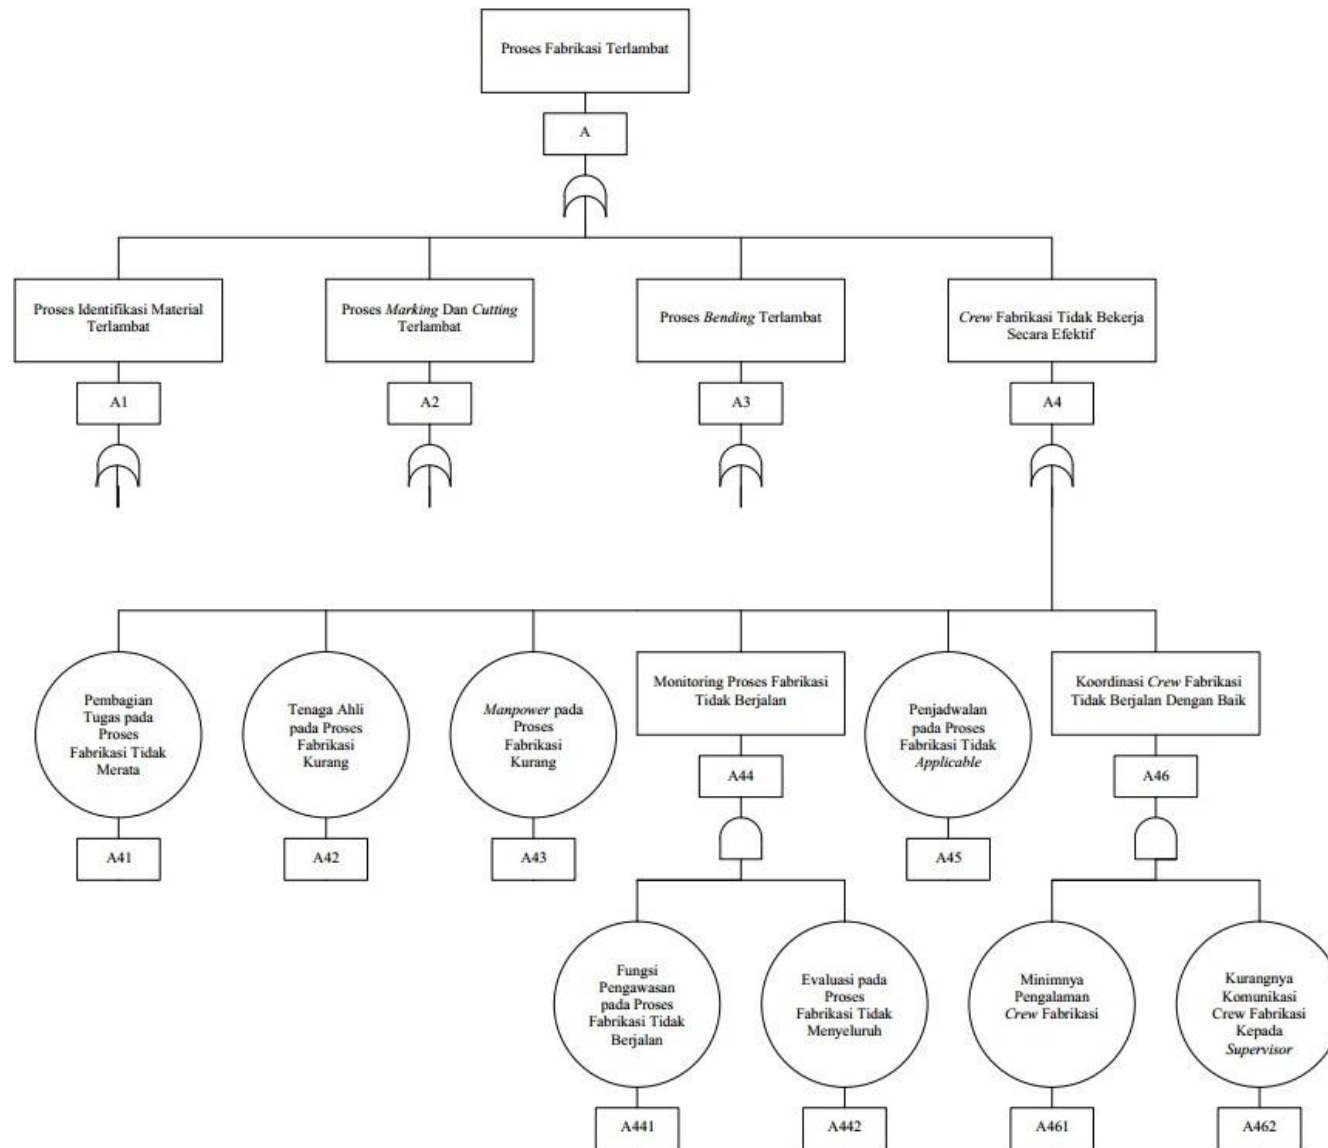 Proses Fabrikasi Terlambat
A
Proses Identifikasi Material
Terlambat
Proses Marking Dan Cutting
Terlambat
Proses Bending Terlambat
Crew Fabrikasi Tidak Bekerja
Secara Efektif
A1
A2
A3
A4
Pembagian
Tugas pada
Proses
Fabrikasi Tidak
Merata
Tenaga Ahli
pada Proses
Fabrikasi
Kurang
Manpower pada
Proses
Fabrikasi
Kurang
Monitoring Proses Fabrikasi
Tidak Berjalan
Penjadwalan
pada Proses
Fabrikasi Tidak
Applicable
Koordinasi Crew Fabrikasi
Tidak Berjalan Dengan Baik
A44
A46
A41
A42
A43
A45
Fungsi
Pengawasan
pada Proses
Fabrikasi Tidak
Berjalan
Evaluasi pada
Proses
Fabrikasi Tidak
Menyeluruh
Minimnya
Pengalaman
Crew Fabrikasi
Kurangnya
Komunikasi
Crew Fabrikasi
Kepada
Supervisor
A441
A442
A461
A462